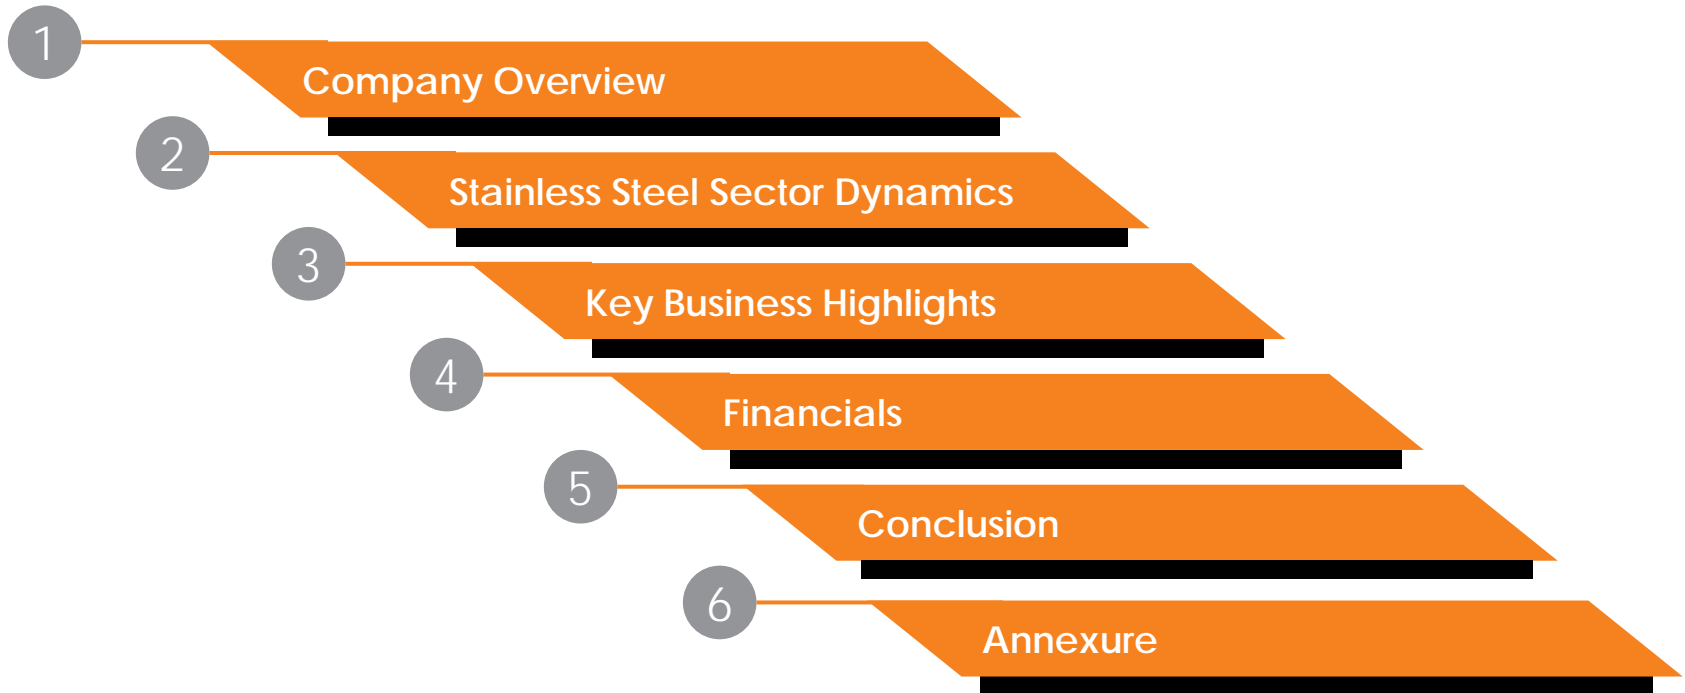 1
Company Overview
2
Stainless Steel Sector Dynamics
3
Key Business Highlights
4
Financials
5
Conclusion
6
Annexure